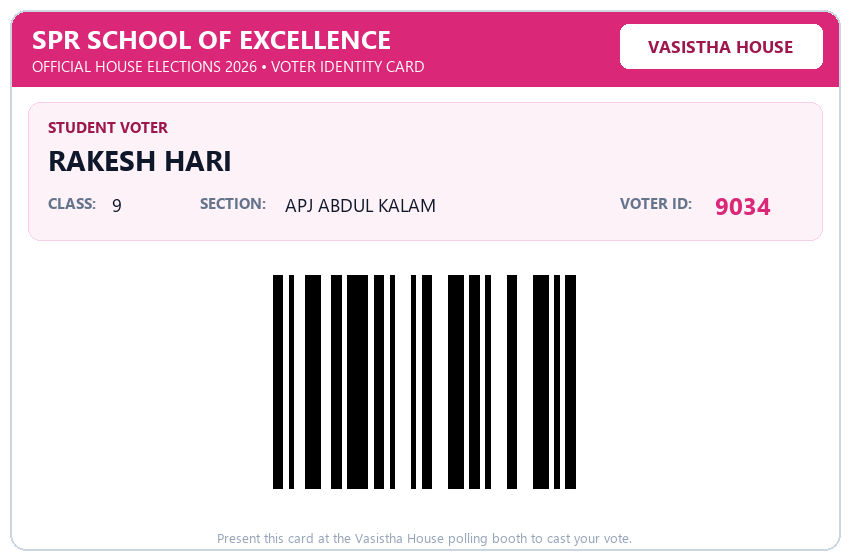 SPR SCHOOL OF EXCELLENCE
OFFICIAL HOUSE ELECTIONS 2026 • VOTER IDENTITY CARD
VASISTHA HOUSE
STUDENT VOTER
RAKESH HARI
CLASS: 9 SECTION: APJ ABDUL KALAM VOTER ID: 9034
Present this card at the Vasistha House polling booth to cast your vote.